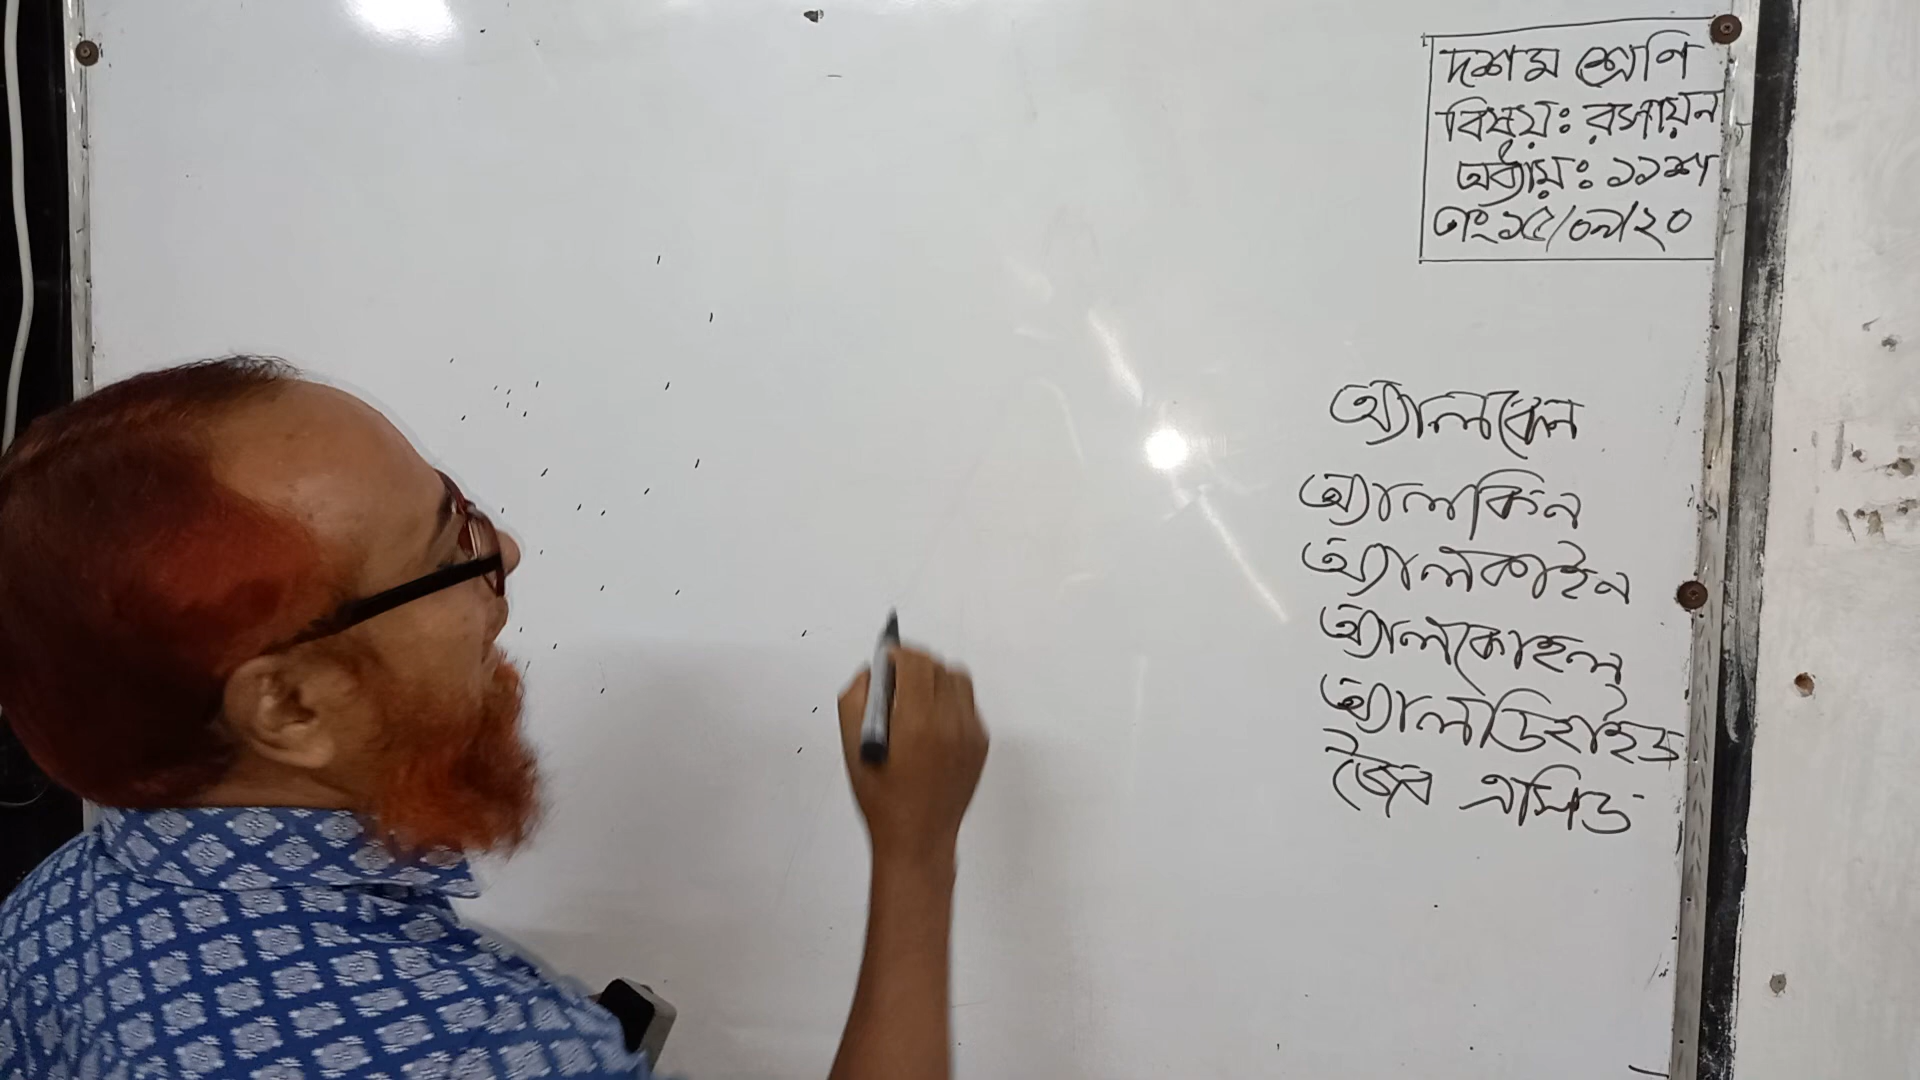 দশম শ্রেণি
বিষয়ঃ রসায়ন
অধ্যায়ঃ ১১শ
তাং১৫/০৯/২০
অ্যালকেন
অ্যালকিন
অ্যালকাইন
অ্যালকোহল
অ্যালডিহাইড
জৈব এসিড